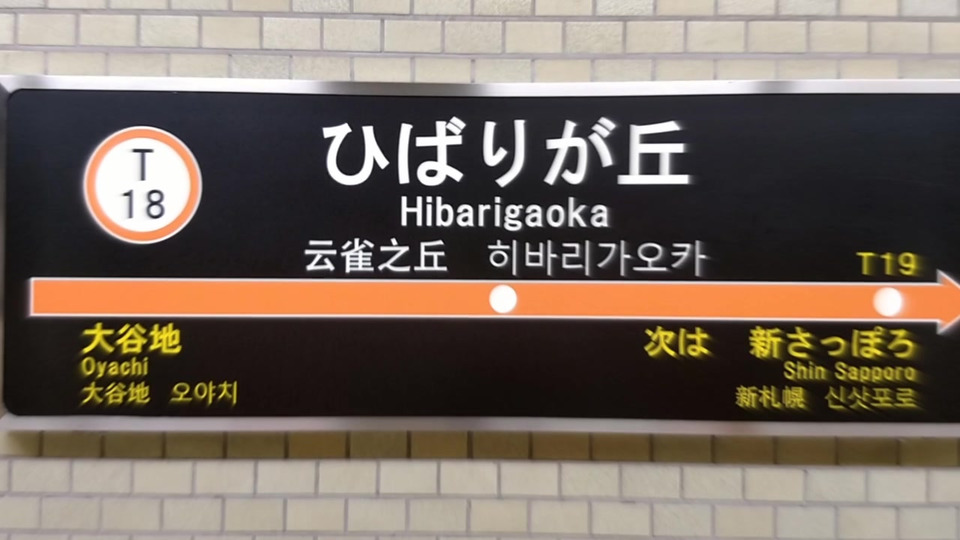 T
18
ひばりが丘
Hibarigaoka
云雀之丘 히바리가오카
T19
大谷地
Oyachi
大谷地 오야치
次は 新さっぽろ
Shin Sapporo
新札幌 신삿포로